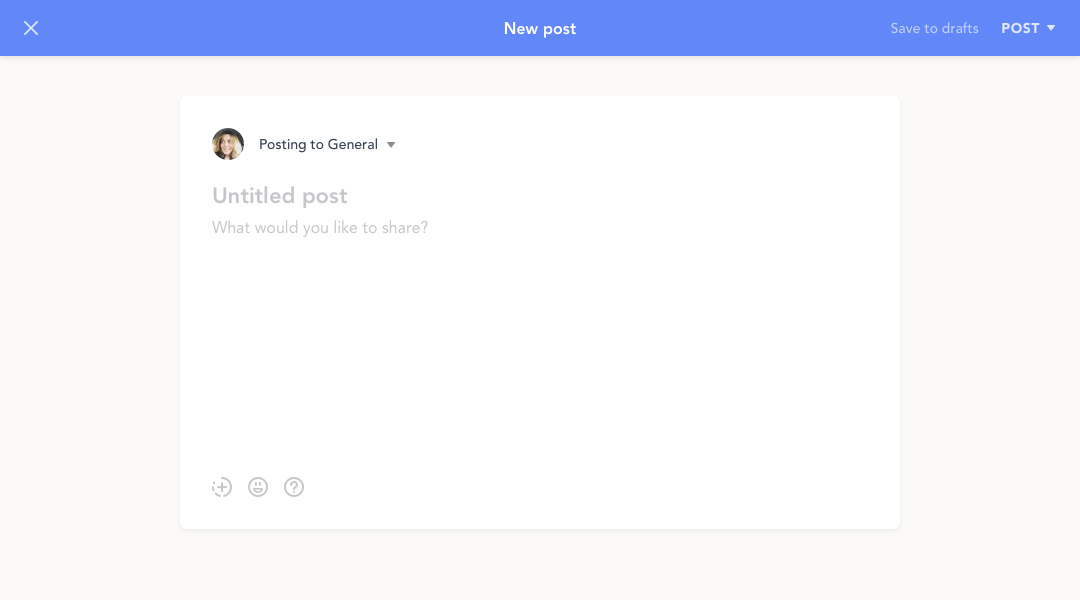 New post
Save to drafts
POST
Posting to General
Untitled post
What would you like to share?